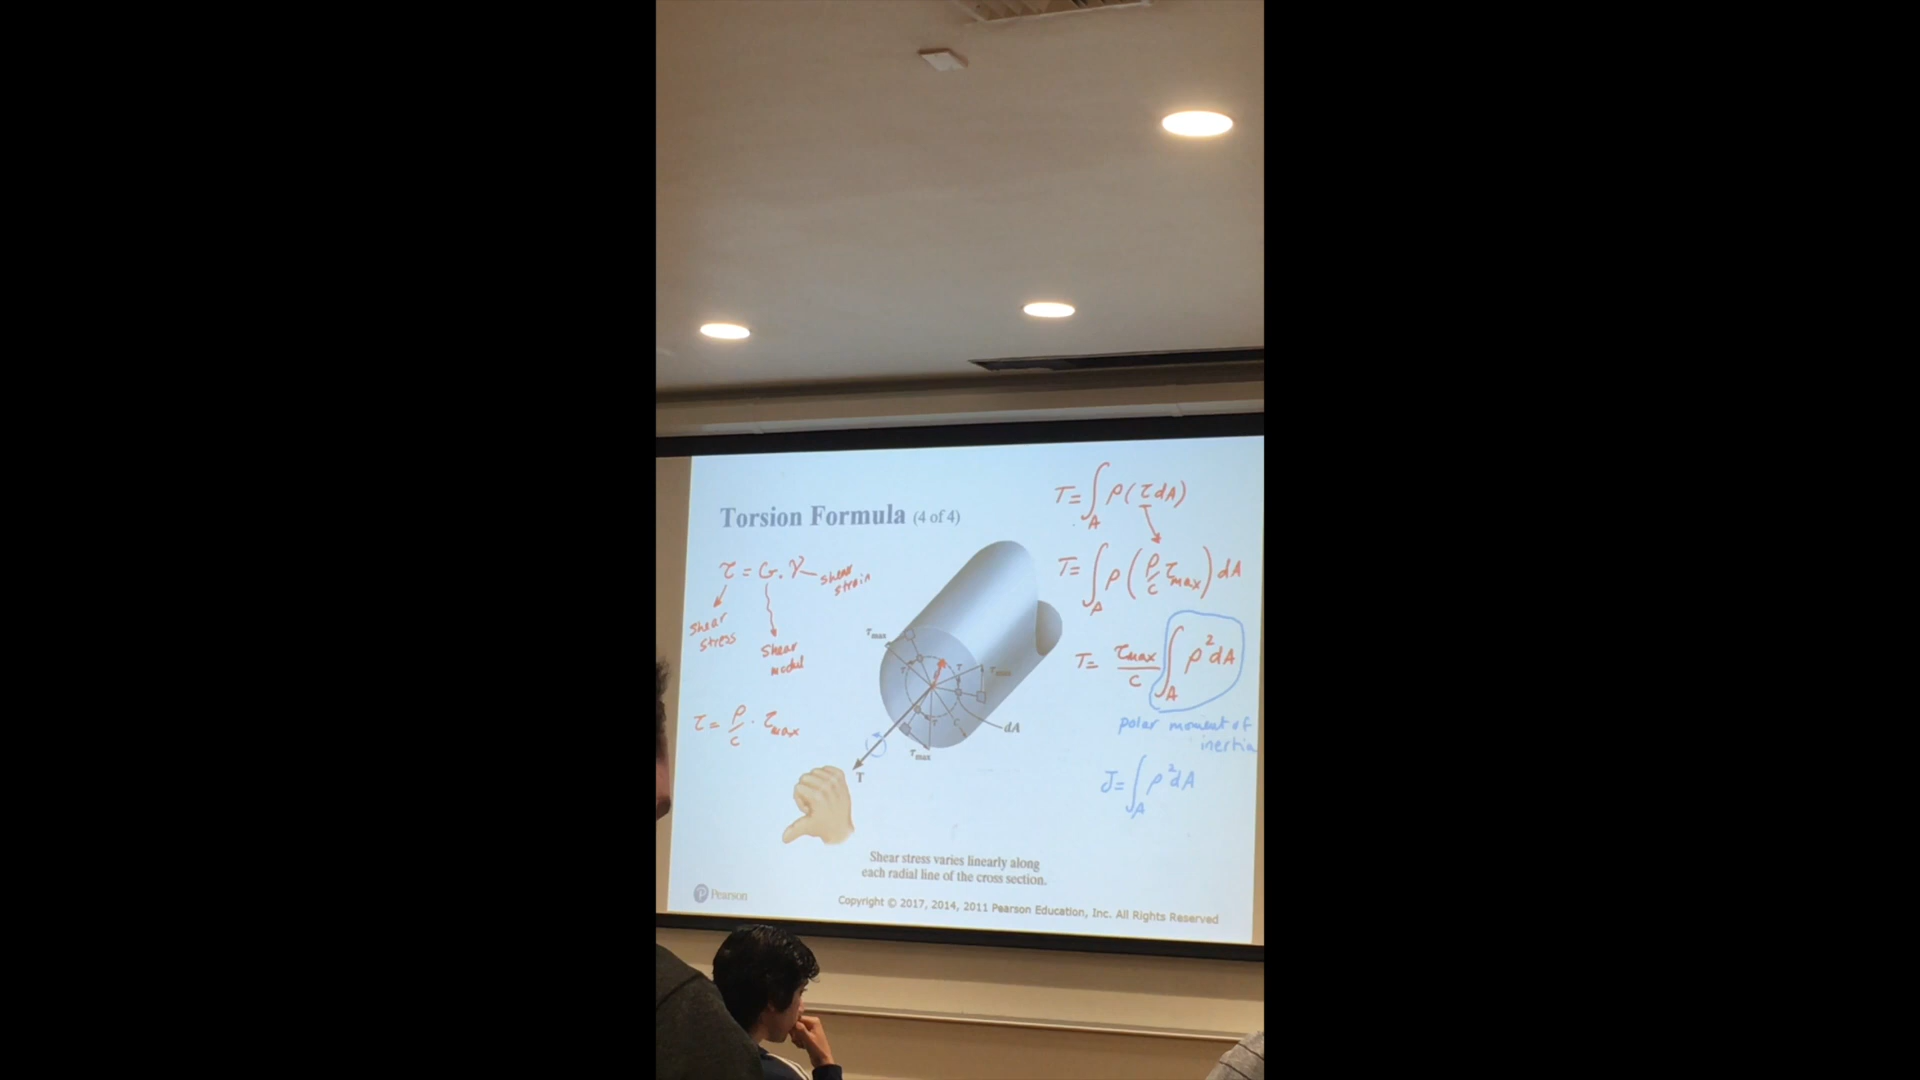 Torsion Formula (4 of 4)
τ = G . γ
shear
strain
shear
stress
shear
modul
τ = ρ/c . τmax
τmax
τ
τ
τmax
τ
c
dA
τmax
T
T = ∫A ρ(τdA)
T = ∫A ρ(ρ/c τmax) dA
T = τmax/c ∫A ρ² dA
polar moment of
inertia
J = ∫A ρ² dA
Shear stress varies linearly along
each radial line of the cross section.
Pearson
Copyright © 2017, 2014, 2011 Pearson Education, Inc. All Rights Reserved